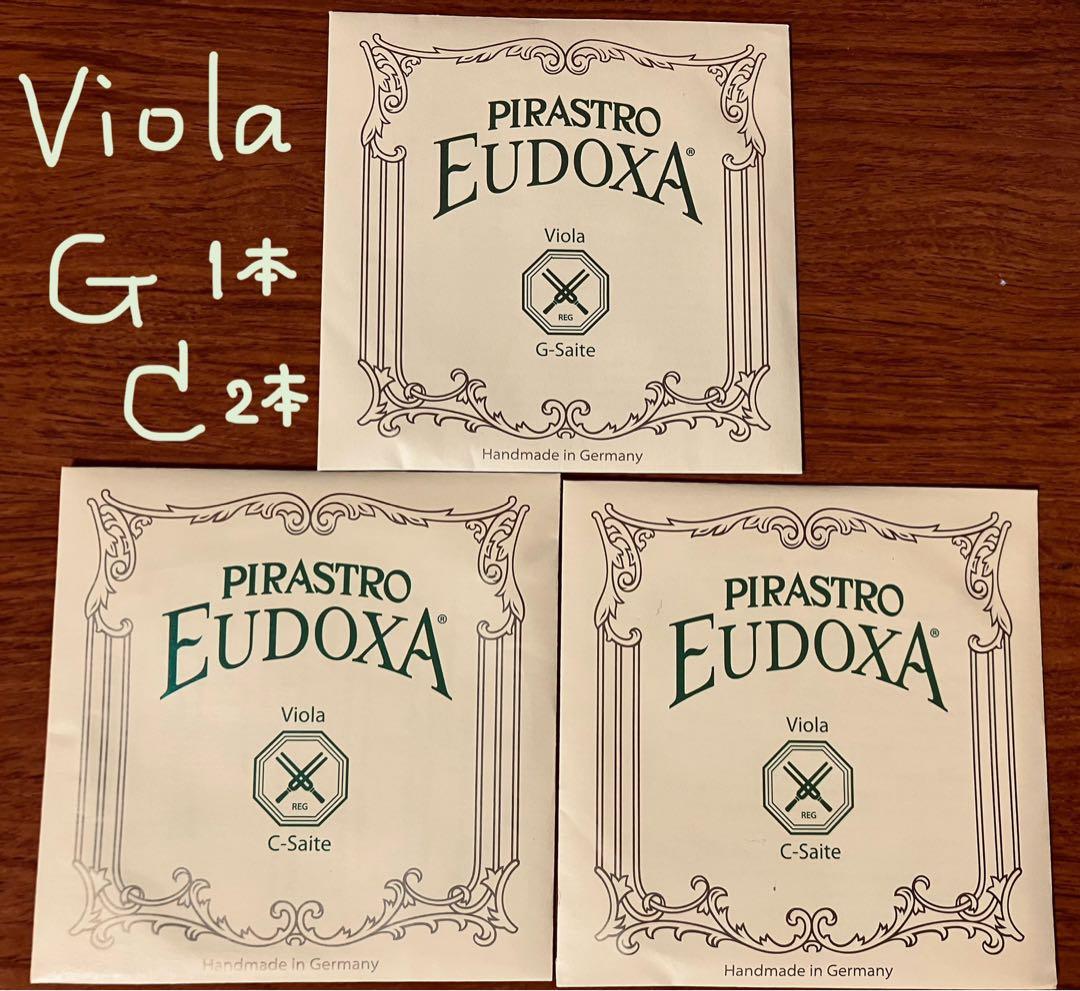 Viola
G 1本
C 2本
PIRASTRO
EUDOXA®
Viola
REG
G-Saite
Handmade in Germany
PIRASTRO
EUDOXA®
Viola
REG
C-Saite
Handmade in Germany
PIRASTRO
EUDOXA®
Viola
REG
C-Saite
Handmade in Germany